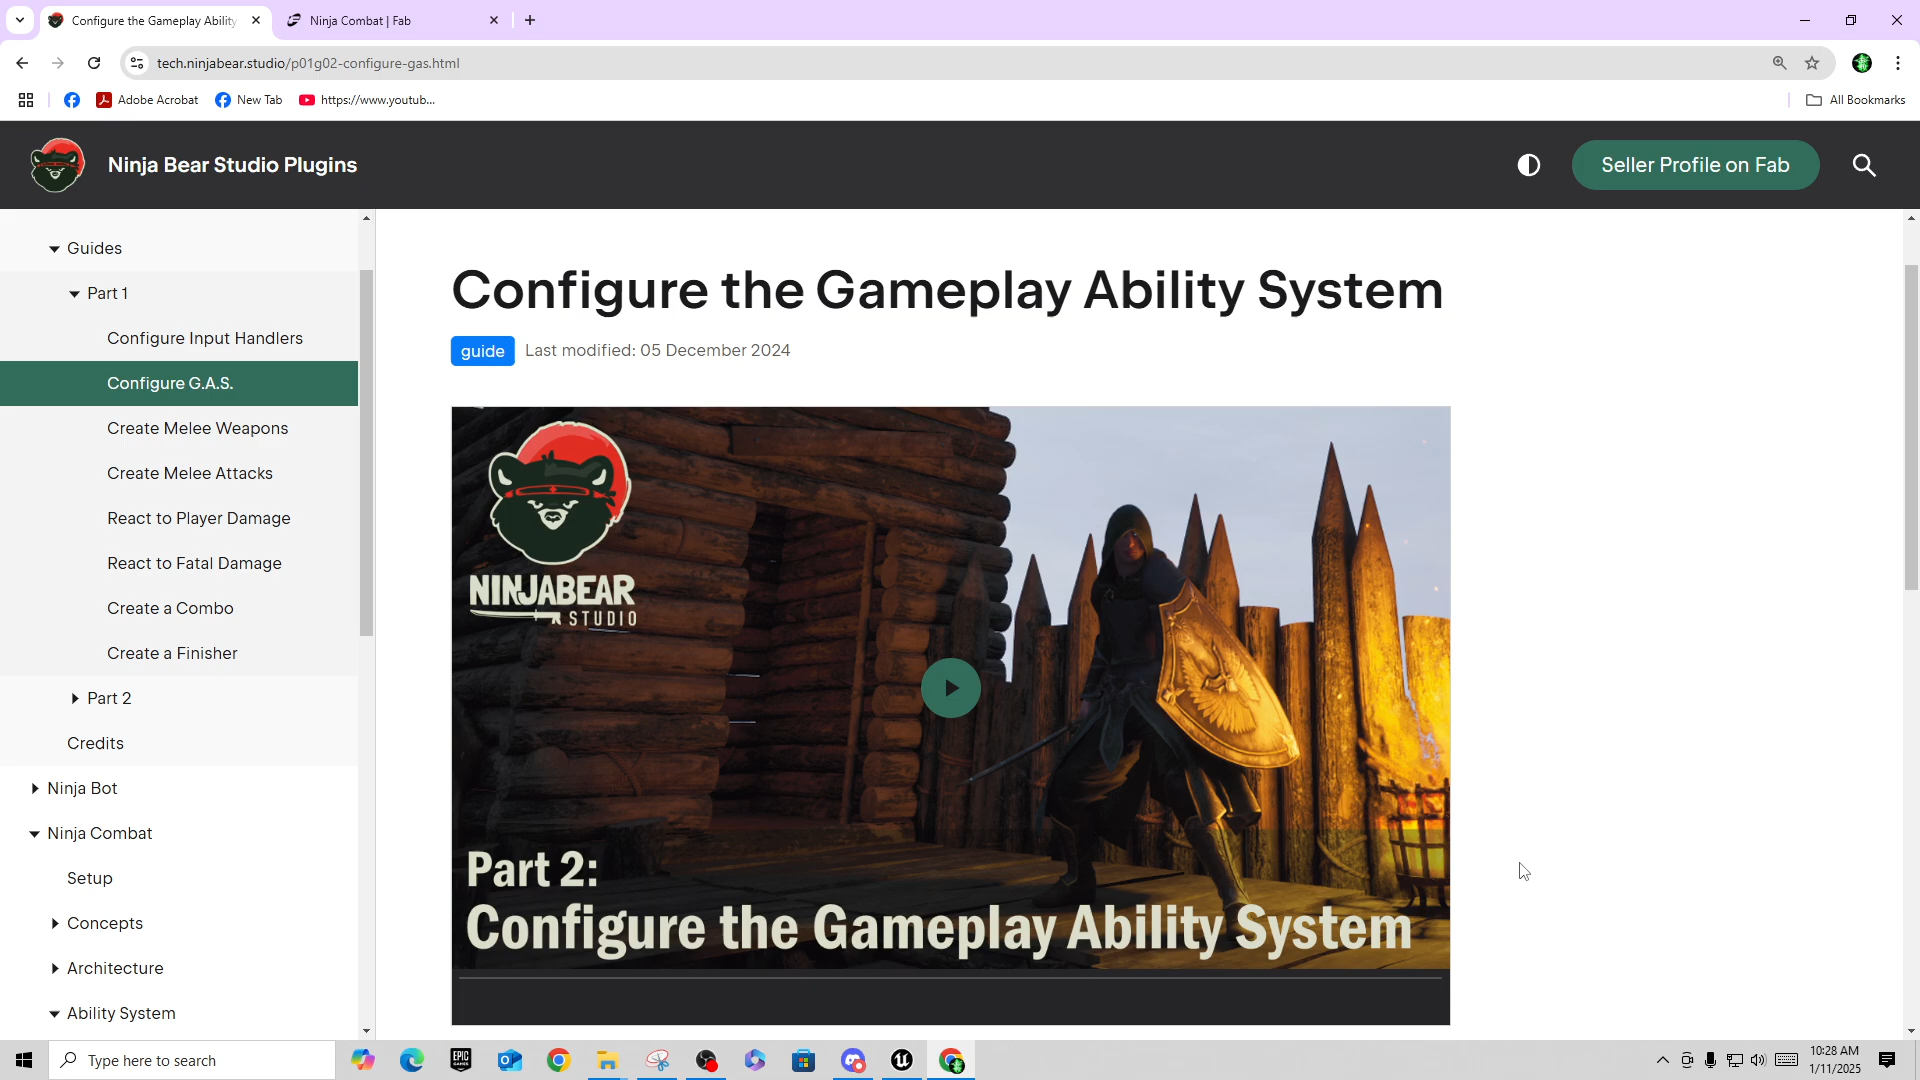 Configure the Gameplay Ability
Ninja Combat | Fab
tech.ninjabear.studio/p01g02-configure-gas.html
Adobe Acrobat
New Tab
https://www.youtub...
All Bookmarks
Ninja Bear Studio Plugins
Seller Profile on Fab
Guides
Part 1
Configure Input Handlers
Configure G.A.S.
Create Melee Weapons
Create Melee Attacks
React to Player Damage
React to Fatal Damage
Create a Combo
Create a Finisher
Part 2
Credits
Ninja Bot
Ninja Combat
Setup
Concepts
Architecture
Ability System
Configure the Gameplay Ability System
guide
Last modified: 05 December 2024
NINJABEAR
STUDIO
Part 2:
Configure the Gameplay Ability System
Type here to search
EPIC
GAMES
10:28 AM
1/11/2025